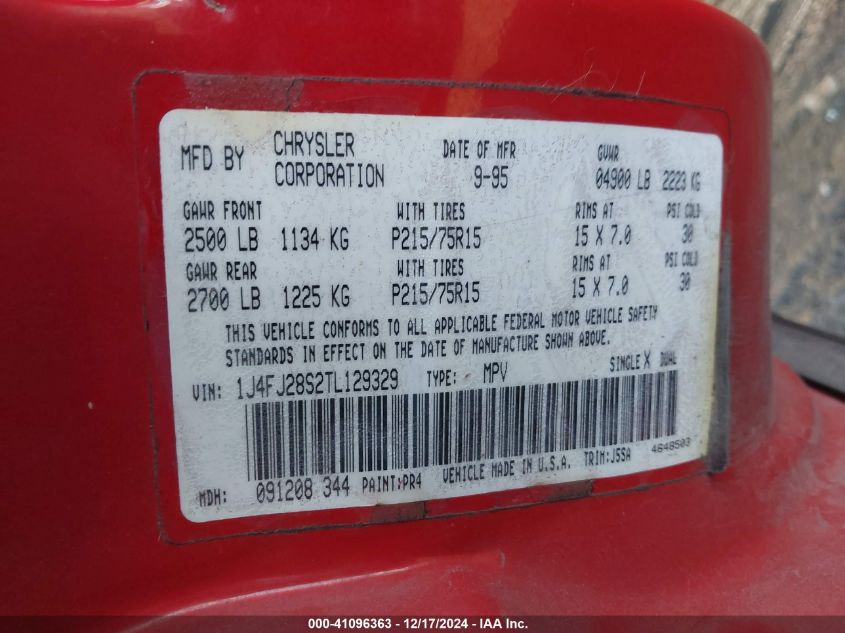 MFD BY CHRYSLER CORPORATION DATE OF MFR 9-95 GVWR 04900 LB 2223 KG
GAWR FRONT WITH TIRES RIMS AT PSI COLD
2500 LB 1134 KG P215/75R15 15 X 7.0 30
GAWR REAR WITH TIRES RIMS AT PSI COLD
2700 LB 1225 KG P215/75R15 15 X 7.0 30
THIS VEHICLE CONFORMS TO ALL APPLICABLE FEDERAL MOTOR VEHICLE SAFETY
STANDARDS IN EFFECT ON THE DATE OF MANUFACTURE SHOWN ABOVE.
VIN: 1J4FJ28S2TL129329 TYPE: MPV SINGLE X DUAL
MDH: 091208 344 PAINT:PR4 VEHICLE MADE IN U.S.A. TRIM:J5SA 4648503
000-41096363 - 12/17/2024 - IAA Inc.